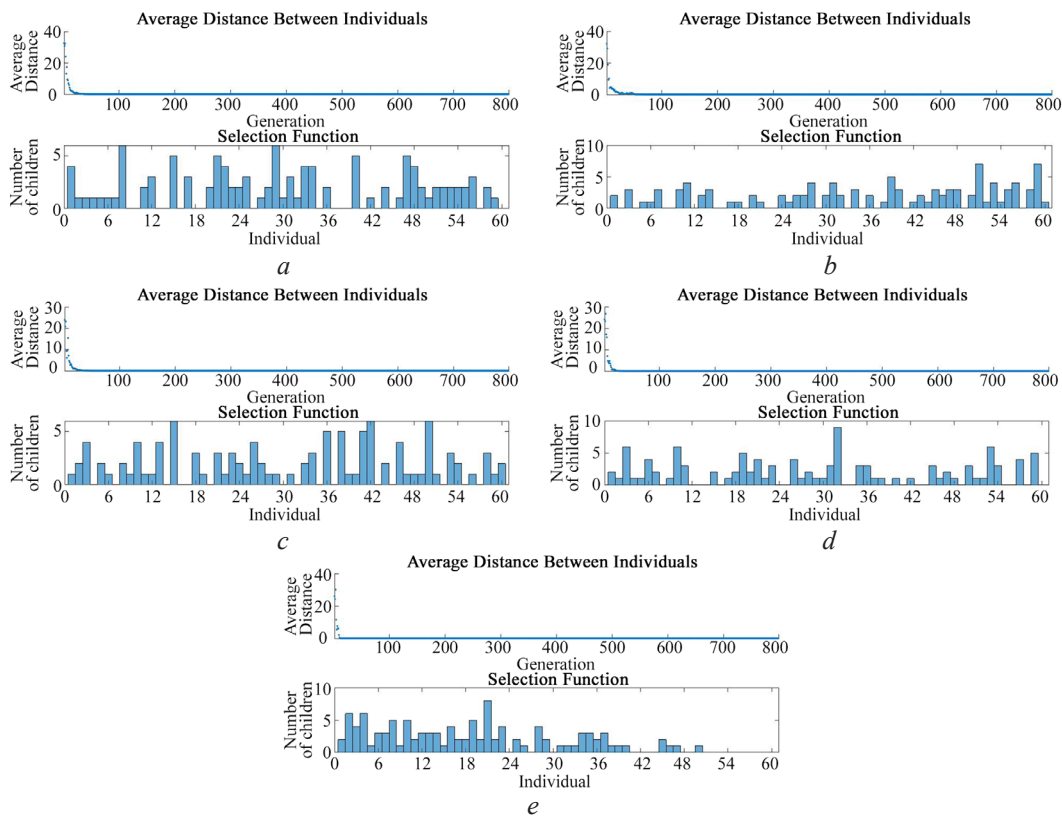 Average Distance Between Individuals
Average
Distance
40
20
0
100 200 300 400 500 600 700 800
Generation
Selection Function
Number
of children
5
0
0 6 12 18 24 30 36 42 48 54 60
Individual
a
Average Distance Between Individuals
Average
Distance
40
20
0
100 200 300 400 500 600 700 800
Generation
Selection Function
Number
of children
10
5
0
0 6 12 18 24 30 36 42 48 54 60
Individual
b
Average Distance Between Individuals
Average
Distance
30
20
10
0
100 200 300 400 500 600 700 800
Generation
Selection Function
Number
of children
5
0
0 6 12 18 24 30 36 42 48 54 60
Individual
c
Average Distance Between Individuals
Average
Distance
30
20
10
0
100 200 300 400 500 600 700 800
Generation
Selection Function
Number
of children
10
5
0
0 6 12 18 24 30 36 42 48 54 60
Individual
d
Average Distance Between Individuals
Average
Distance
40
20
0
100 200 300 400 500 600 700 800
Generation
Selection Function
Number
of children
10
5
0
0 6 12 18 24 30 36 42 48 54 60
Individual
e